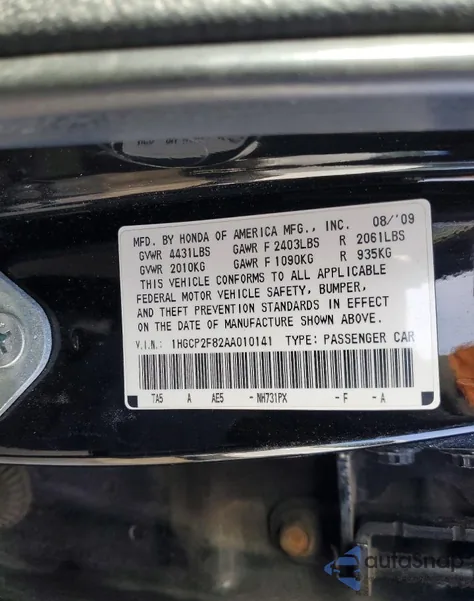 MFD. BY HONDA OF AMERICA MFG., INC. 08/'09
GVWR 4431LBS GAWR F 2403LBS R 2061LBS
GVWR 2010KG GAWR F 1090KG R 935KG
THIS VEHICLE CONFORMS TO ALL APPLICABLE
FEDERAL MOTOR VEHICLE SAFETY, BUMPER,
AND THEFT PREVENTION STANDARDS IN EFFECT
ON THE DATE OF MANUFACTURE SHOWN ABOVE.
V.I.N.: 1HGCP2F82AA010141 TYPE: PASSENGER CAR
TA5 A AE5 - NH731PX - F - A
autoSnap